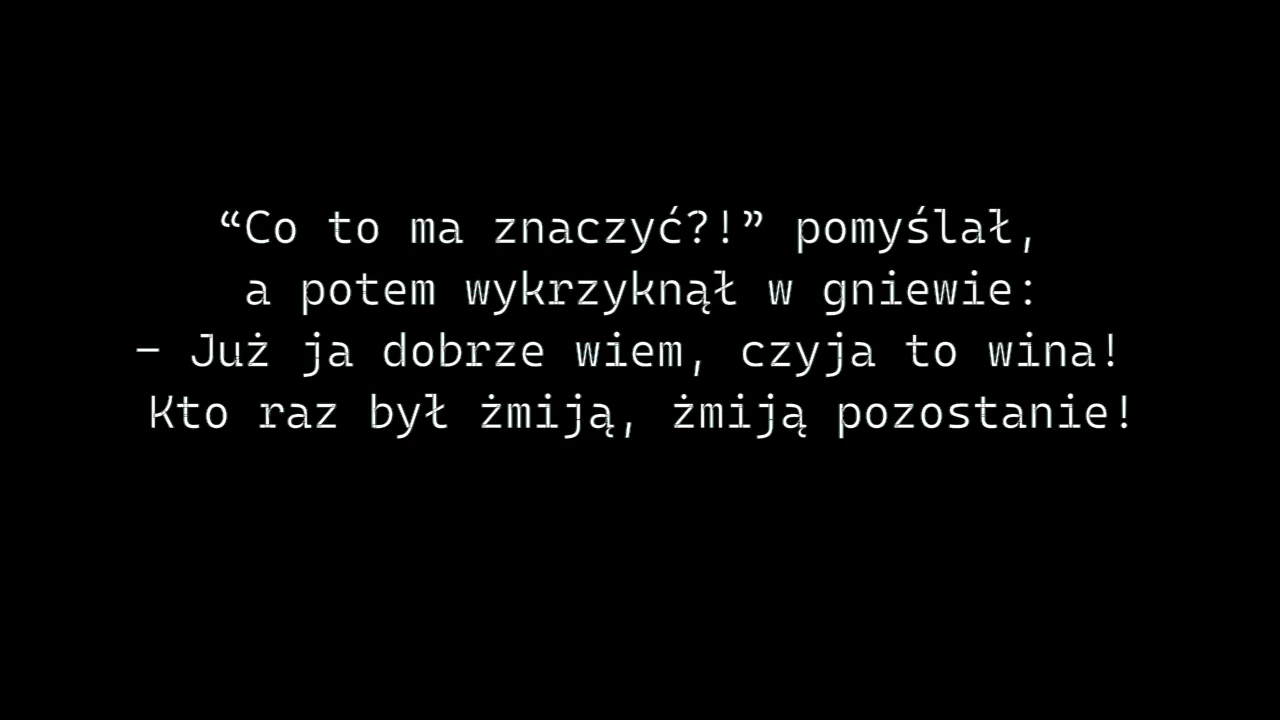 “Co to ma znaczyć?!” pomyślał,
a potem wykrzyknął w gniewie:
– Już ja dobrze wiem, czyja to wina!
Kto raz był żmiją, żmiją pozostanie!